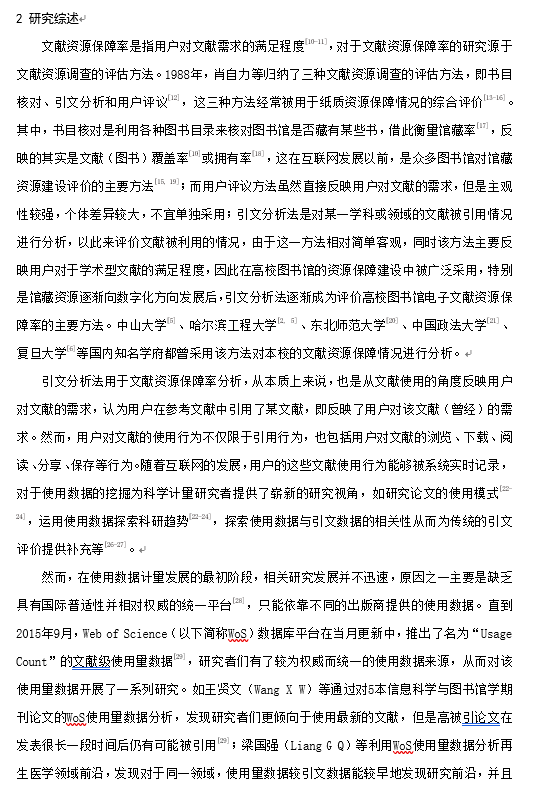 2 研究综述
文献资源保障率是指用户对文献需求的满足程度[10-11]，对于文献资源保障率的研究源于
文献资源调查的评估方法。1988年，肖自力等归纳了三种文献资源调查的评估方法，即书目
核对、引文分析和用户评议[12]，这三种方法经常被用于纸质资源保障情况的综合评价[13-16]。
其中，书目核对是利用各种图书目录来核对图书馆是否藏有某些书，借此衡量馆藏率[17]，反
映的其实是文献（图书）覆盖率[19]或拥有率[18]，这在互联网发展以前，是众多图书馆对馆藏
资源建设评价的主要方法[15, 19]；而用户评议方法虽然直接反映用户对文献的需求，但是主观
性较强，个体差异较大，不宜单独采用；引文分析法是对某一学科或领域的文献被引用情况
进行分析，以此来评价文献被利用的情况，由于这一方法相对简单客观，同时该方法主要反
映用户对于学术型文献的满足程度，因此在高校图书馆的资源保障建设中被广泛采用，特别
是馆藏资源逐渐向数字化方向发展后，引文分析法逐渐成为评价高校图书馆电子文献资源保
障率的主要方法。中山大学[5]、哈尔滨工程大学[2, 5]、东北师范大学[20]、中国政法大学[21]、
复旦大学[6]等国内知名学府都曾采用该方法对本校的文献资源保障情况进行分析。
引文分析法用于文献资源保障率分析，从本质上来说，也是从文献使用的角度反映用户
对文献的需求，认为用户在参考文献中引用了某文献，即反映了用户对该文献（曾经）的需
求。然而，用户对文献的使用行为不仅限于引用行为，也包括用户对文献的浏览、下载、阅
读、分享、保存等行为。随着互联网的发展，用户的这些文献使用行为能够被系统实时记录，
对于使用数据的挖掘为科学计量研究者提供了崭新的研究视角，如研究论文的使用模式[22-
24]，运用使用数据探索科研趋势[22-24]，探索使用数据与引文数据的相关性从而为传统的引文
评价提供补充等[26-27]。
然而，在使用数据计量发展的最初阶段，相关研究发展并不迅速，原因之一主要是缺乏
具有国际普适性并相对权威的统一平台[28]，只能依靠不同的出版商提供的使用数据。直到
2015年9月，Web of Science（以下简称WoS）数据库平台在当月更新中，推出了名为“Usage
Count”的文献级使用量数据[29]，研究者们有了较为权威而统一的使用数据来源，从而对该
使用量数据开展了一系列研究。如王贤文（Wang X W）等通过对5本信息科学与图书馆学期
刊论文的WoS使用量数据分析，发现研究者们更倾向于使用最新的文献，但是高被引论文在
发表很长一段时间后仍有可能被引用[29]；梁国强（Liang G Q）等利用WoS使用量数据分析再
生医学领域前沿，发现对于同一领域，使用量数据较引文数据能较早地发现研究前沿，并且